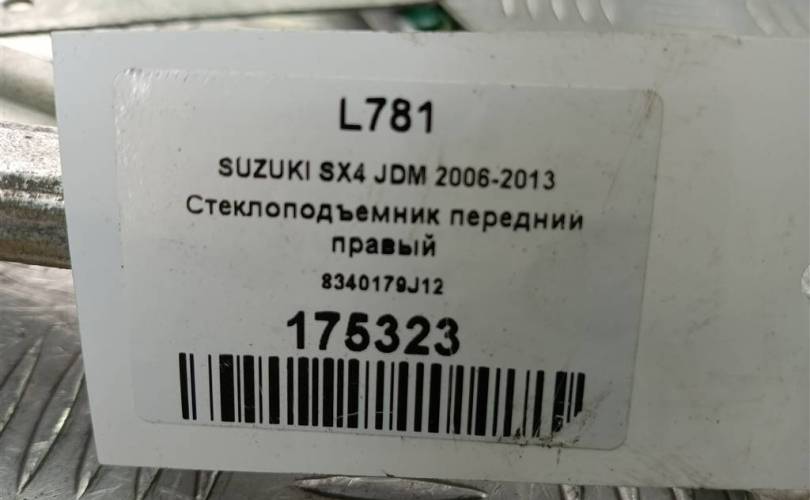 L781
SUZUKI SX4 JDM 2006-2013
Стеклоподъемник передний
правый
8340179J12
175323